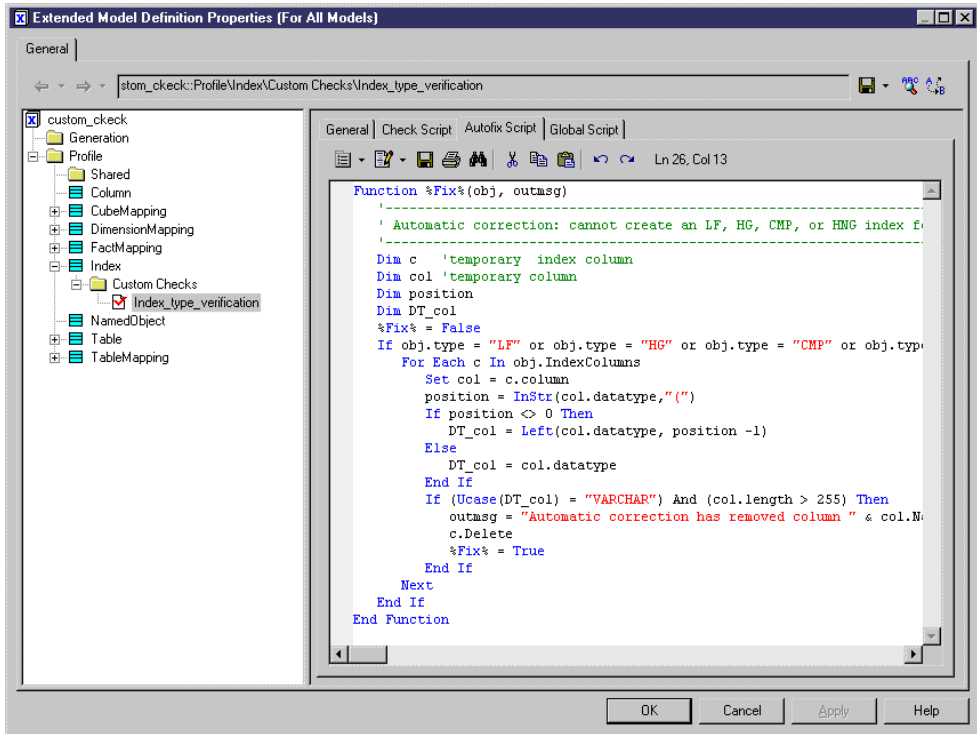 Extended Model Definition Properties (For All Models)
General
stom_ckeck::Profile\Index\Custom Checks\Index_type_verification
custom_ckeck
Generation
Profile
Shared
Column
CubeMapping
DimensionMapping
FactMapping
Index
Custom Checks
Index_type_verification
NamedObject
Table
TableMapping
General Check Script Autofix Script Global Script
Ln 26, Col 13
Function %Fix%(obj, outmsg)
'-----------------------------------------------------------------
' Automatic correction: cannot create an LF, HG, CMP, or HNG index f
'-----------------------------------------------------------------
Dim c 'temporary index column
Dim col 'temporary column
Dim position
Dim DT_col
%Fix% = False
If obj.type = "LF" or obj.type = "HG" or obj.type = "CMP" or obj.typ
For Each c In obj.IndexColumns
Set col = c.column
position = InStr(col.datatype,"(")
If position <> 0 Then
DT_col = Left(col.datatype, position -1)
Else
DT_col = col.datatype
End If
If (Ucase(DT_col) = "VARCHAR") And (col.length > 255) Then
outmsg = "Automatic correction has removed column " & col.N
c.Delete
%Fix% = True
End If
Next
End If
End Function
OK Cancel Apply Help